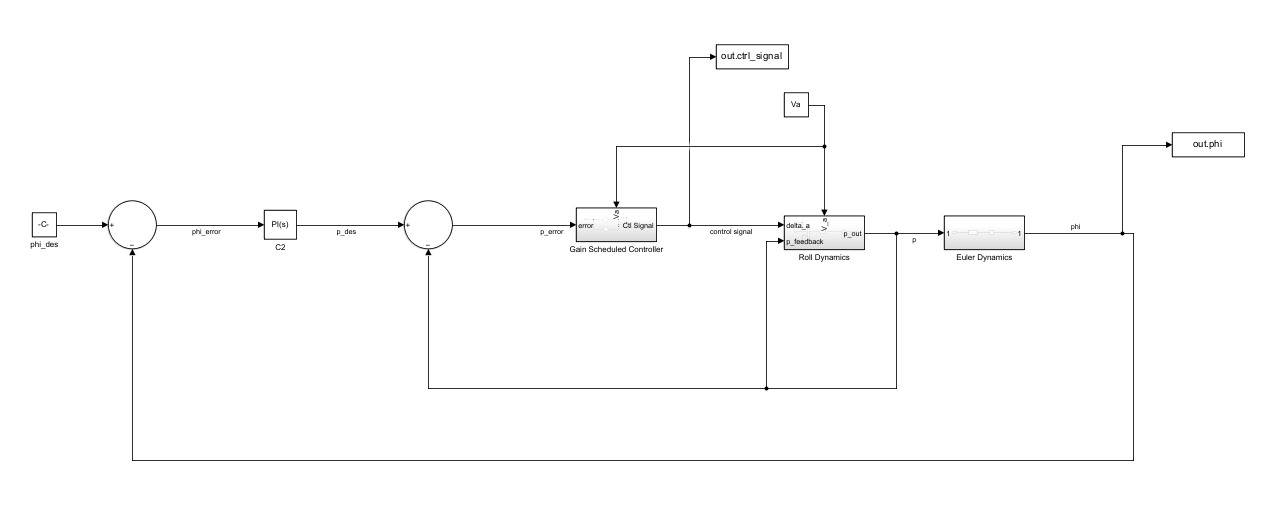 out.ctrl_signal
Va
out.phi
-C-
phi_des
+
−
phi_error
PI(s)
C2
p_des
+
−
p_error
error
Va
Ctl Signal
Gain Scheduled Controller
control signal
delta_a
p_feedback
V_a
p_out
Roll Dynamics
p
1
1
Euler Dynamics
phi